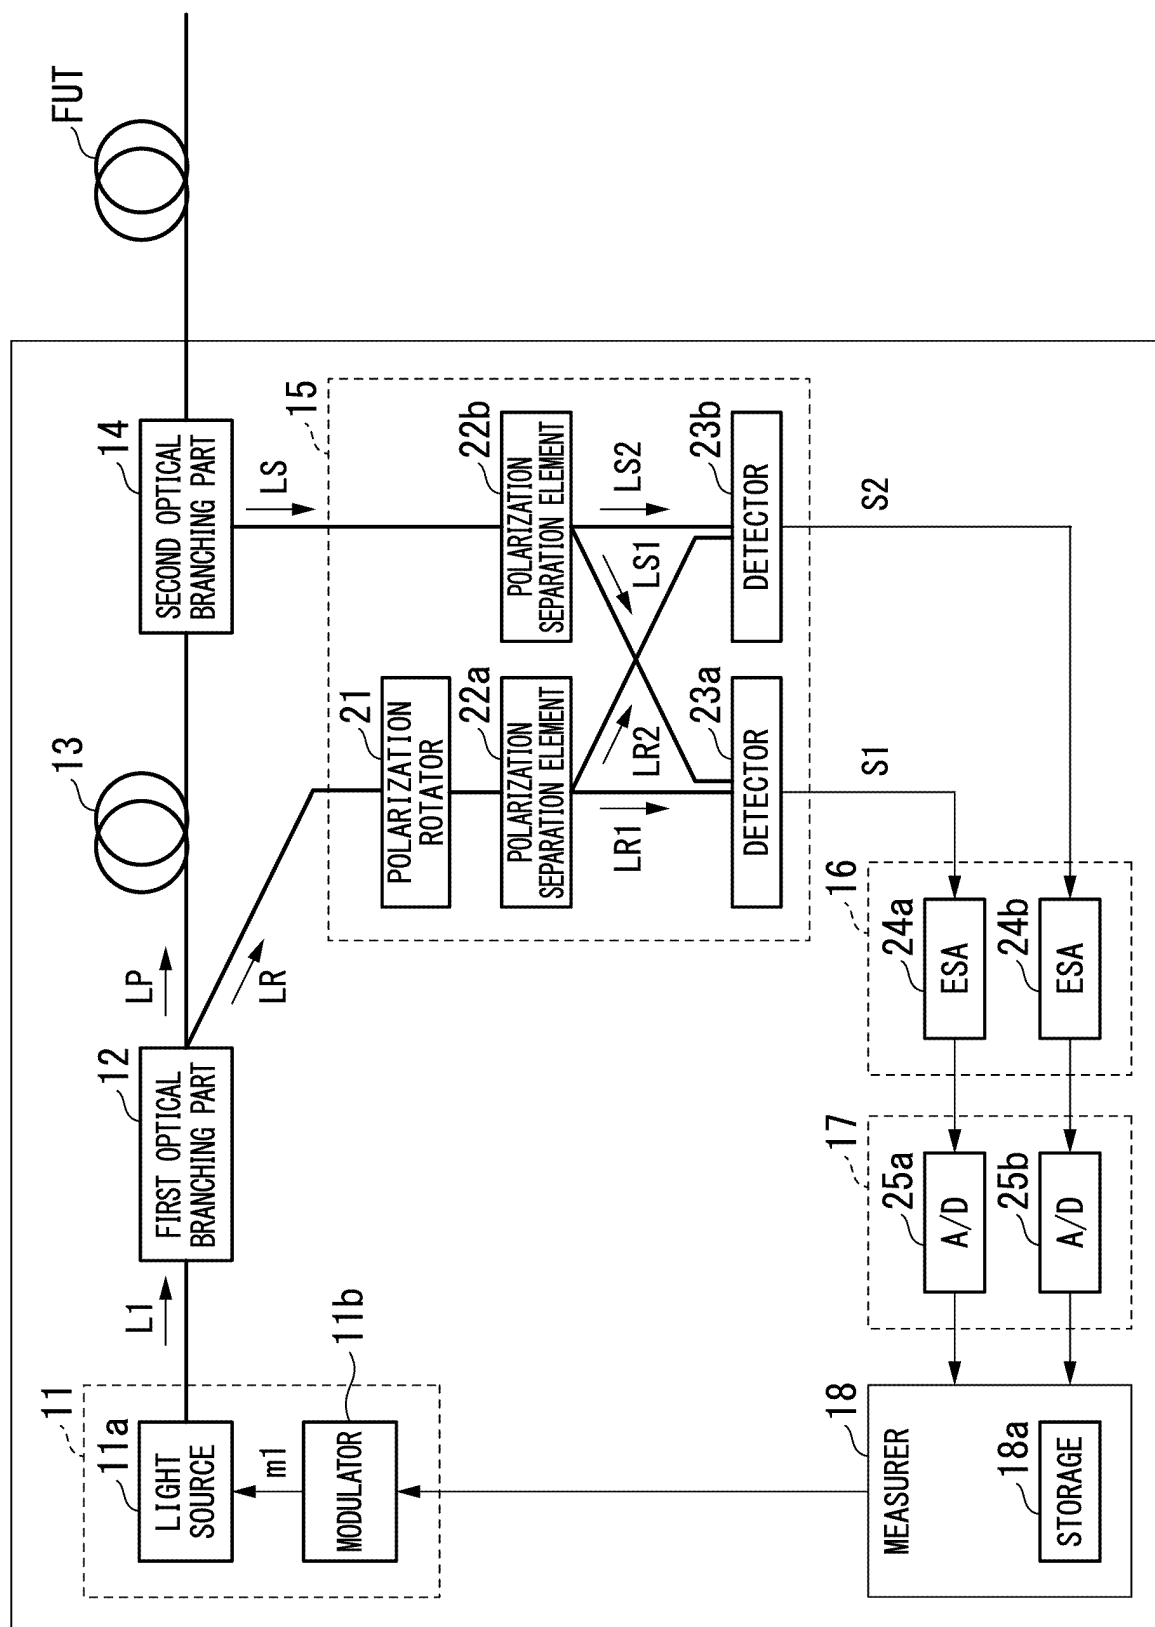 FUT
11
11a
LIGHT
SOURCE
m1
11b
MODULATOR
L1
12
FIRST OPTICAL
BRANCHING PART
LP
LR
13
14
SECOND OPTICAL
BRANCHING PART
LS
15
21
POLARIZATION
ROTATOR
22a
POLARIZATION
SEPARATION ELEMENT
22b
POLARIZATION
SEPARATION ELEMENT
LR1
LR2
LS1
LS2
23a
DETECTOR
23b
DETECTOR
S1
S2
16
24a
ESA
24b
ESA
17
25a
A/D
25b
A/D
18
MEASURER
18a
STORAGE